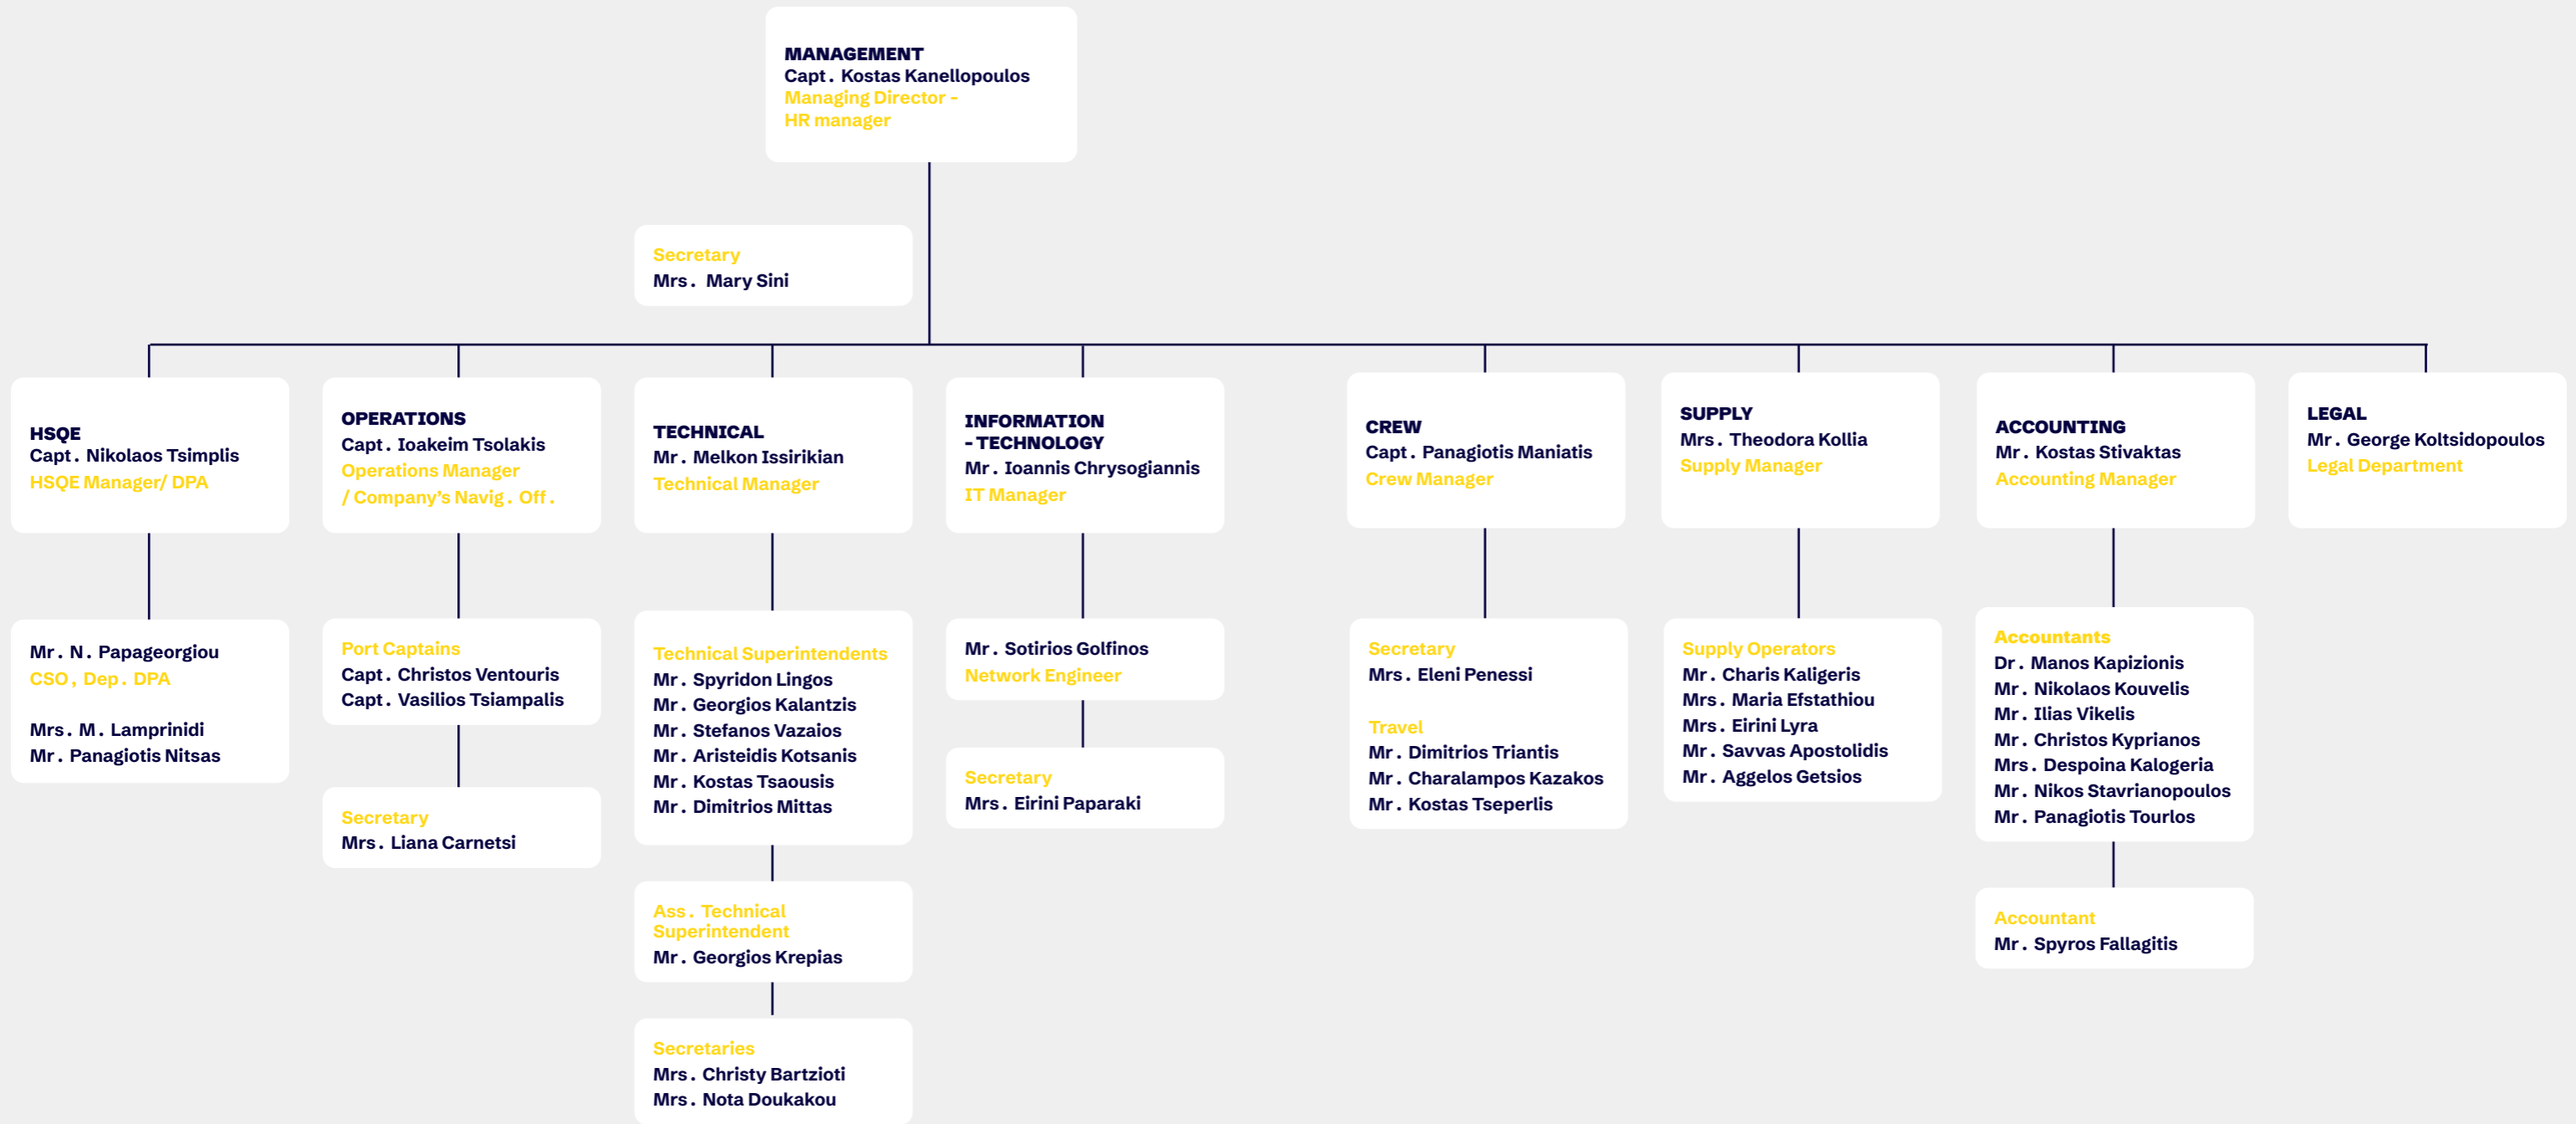 MANAGEMENT
Capt. Kostas Kanellopoulos
Managing Director -
HR manager
Secretary
Mrs. Mary Sini
HSQE
Capt. Nikolaos Tsimplis
HSQE Manager/ DPA
Mr. N. Papageorgiou
CSO, Dep. DPA
Mrs. M. Lamprinidi
Mr. Panagiotis Nitsas
OPERATIONS
Capt. Ioakeim Tsolakis
Operations Manager
/ Company’s Navig. Off.
Port Captains
Capt. Christos Ventouris
Capt. Vasilios Tsiampalis
Secretary
Mrs. Liana Carnetsi
TECHNICAL
Mr. Melkon Issirikian
Technical Manager
Technical Superintendents
Mr. Spyridon Lingos
Mr. Georgios Kalantzis
Mr. Stefanos Vazaios
Mr. Aristeidis Kotsanis
Mr. Kostas Tsaousis
Mr. Dimitrios Mittas
Ass. Technical
Superintendent
Mr. Georgios Krepias
Secretaries
Mrs. Christy Bartzioti
Mrs. Nota Doukakou
INFORMATION
-TECHNOLOGY
Mr. Ioannis Chrysogiannis
IT Manager
Mr. Sotirios Golfinos
Network Engineer
Secretary
Mrs. Eirini Paparaki
CREW
Capt. Panagiotis Maniatis
Crew Manager
Secretary
Mrs. Eleni Penessi
Travel
Mr. Dimitrios Triantis
Mr. Charalampos Kazakos
Mr. Kostas Tseperlis
SUPPLY
Mrs. Theodora Kollia
Supply Manager
Supply Operators
Mr. Charis Kaligeris
Mrs. Maria Efstathiou
Mrs. Eirini Lyra
Mr. Savvas Apostolidis
Mr. Aggelos Getsios
ACCOUNTING
Mr. Kostas Stivaktas
Accounting Manager
Accountants
Dr. Manos Kapizionis
Mr. Nikolaos Kouvelis
Mr. Ilias Vikelis
Mr. Christos Kyprianos
Mrs. Despoina Kalogeria
Mr. Nikos Stavrianopoulos
Mr. Panagiotis Tourlos
Accountant
Mr. Spyros Fallagitis
LEGAL
Mr. George Koltsidopoulos
Legal Department